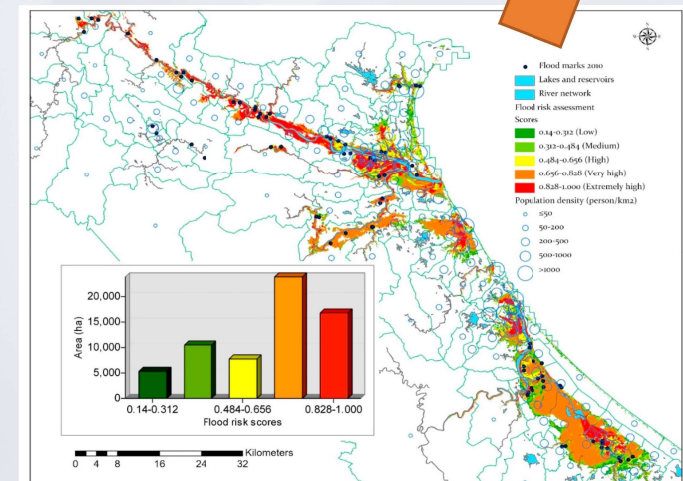 N
Flood marks 2010
Lakes and reservoirs
River network
Flood risk assessment
Scores
0.14-0.312 (Low)
0.312-0.484 (Medium)
0.484-0.656 (High)
0.656-0.828 (Very high)
0.828-1.000 (Extremely high)
Population density (person/km2)
≤50
50-200
200-500
500-1000
>1000
20,000
15,000
10,000
5,000
0
Area (ha)
0.14-0.312 0.484-0.656 0.828-1.000
Flood risk scores
Kilometers
0 4 8 16 24 32